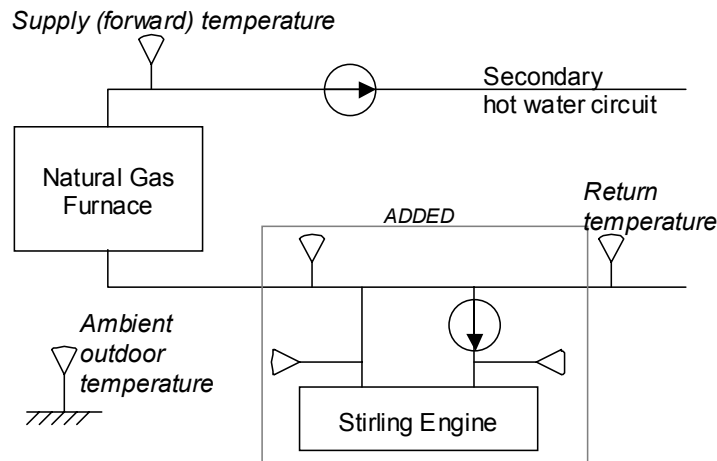 Supply (forward) temperature
Secondary
hot water circuit
Natural Gas
Furnace
ADDED
Return
temperature
Ambient
outdoor
temperature
Stirling Engine